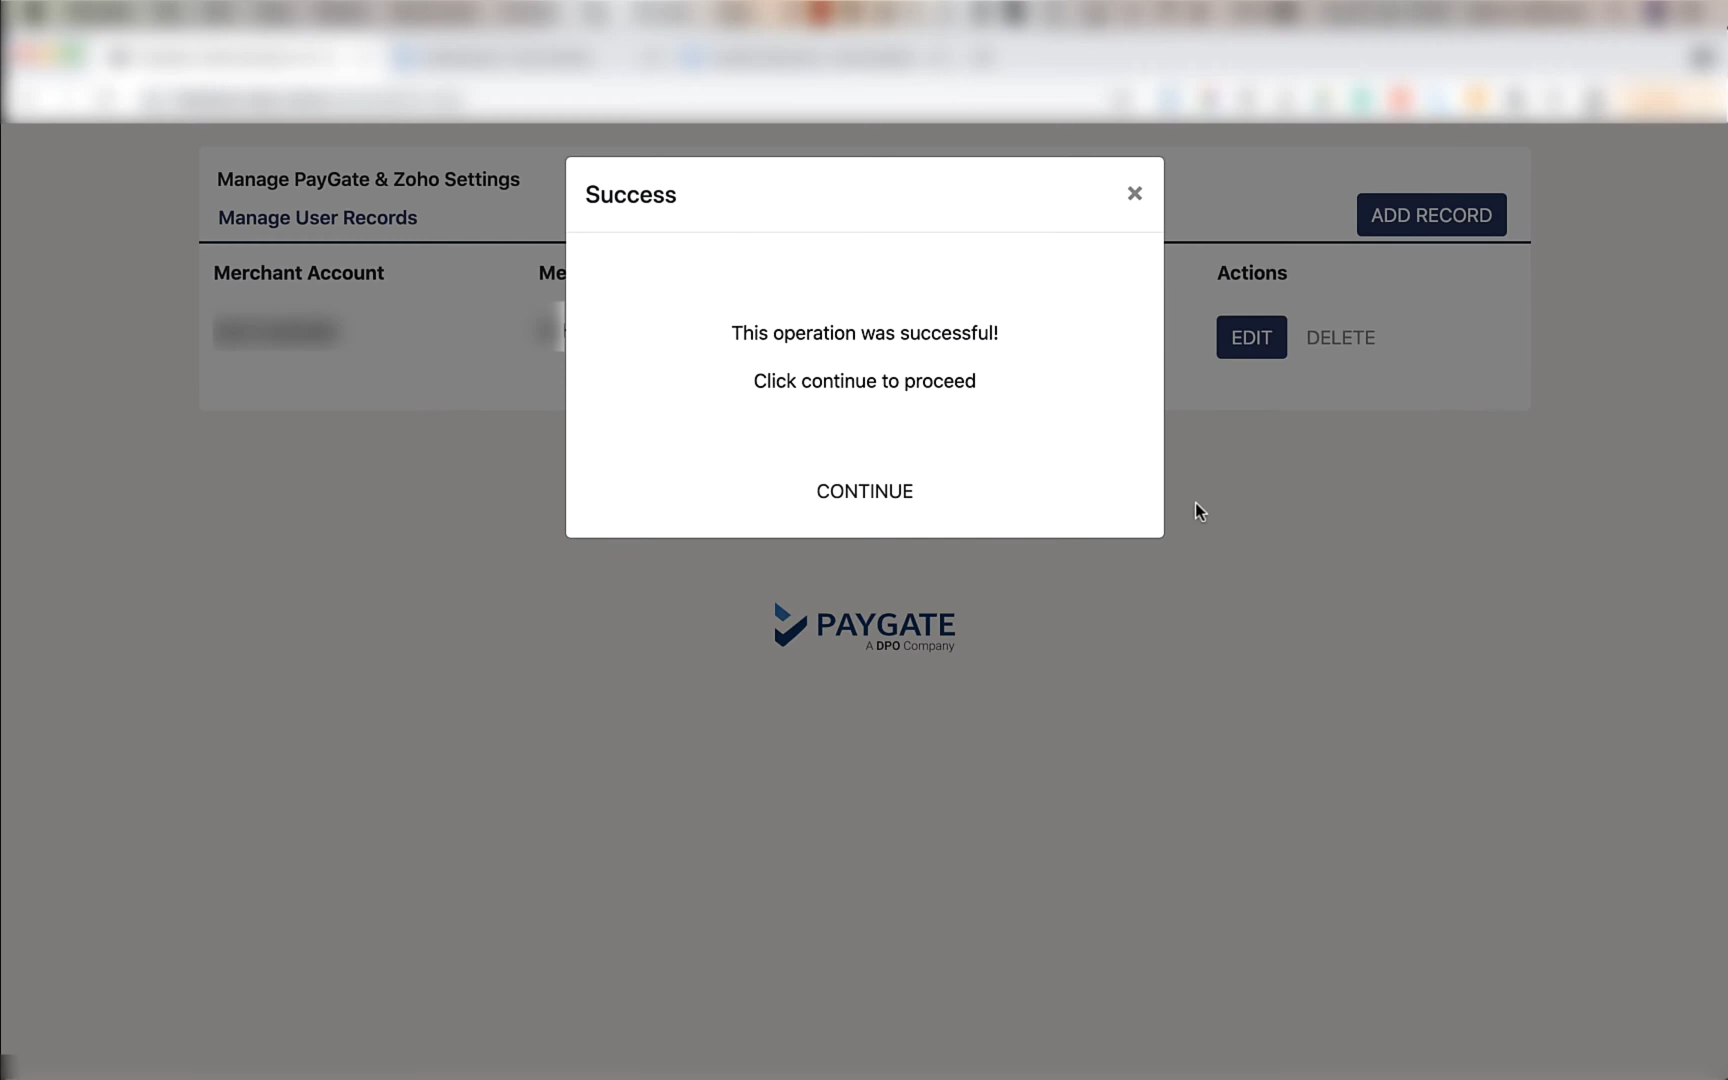 Manage PayGate & Zoho Settings
Manage User Records
ADD RECORD
Merchant Account
Actions
EDIT
DELETE
Success
×
This operation was successful!
Click continue to proceed
CONTINUE
PAYGATE
A DPO Company